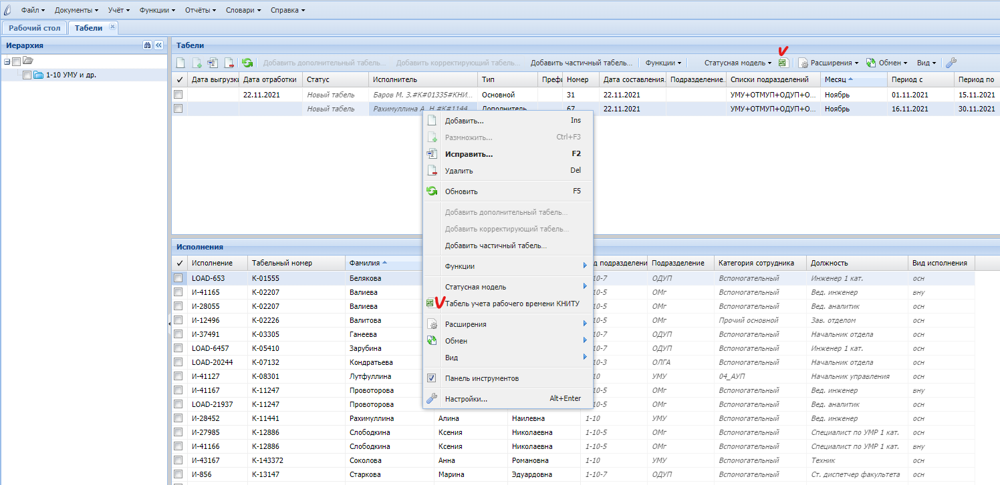 Файл Документы Учёт Функции Отчёты Словари Справка
Рабочий стол Табели
Иерархия
1-10 УМУ и др.
Табели
Добавить дополнительный табель... Добавить корректирующий табель... Добавить частичный табель... Функции Статусная модель Расширения Обмен Вид
Дата выгрузки Дата отработки Статус Исполнитель Тип Префи Номер Дата составления. Подразделение. Списки подразделений Месяц Период с Период по
22.11.2021 Новый табель Баров М. З.#К#01335#КНИ... Основной 31 22.11.2021 УМУ+ОТМУП+ОДУП+О... Ноябрь 01.11.2021 15.11.2021
Новый табель Рахимуллина А. Н.#К#1144 Дополнитель 67 22.11.2021 УМУ+ОТМУП+ОДУП+О... Ноябрь 16.11.2021 30.11.2021
Добавить... Ins
Размножить... Ctrl+F3
Исправить... F2
Удалить Del
Обновить F5
Добавить дополнительный табель...
Добавить корректирующий табель...
Добавить частичный табель...
Функции
Статусная модель
Табель учета рабочего времени КНИТУ
Расширения
Обмен
Вид
Панель инструментов
Настройки... Alt+Enter
Исполнения
Исполнение Табельный номер Фамилия д подразделени Подразделение Категория сотрудника Должность Вид исполнения
LOAD-653 К-01555 Белякова 10-7 ОДУП Вспомогательный Инженер 1 кат. осн
И-41165 К-02207 Валиева 10-5 ОМг Вспомогательный Вед. инженер вну
И-28055 К-02207 Валиева 10-5 ОМг Вспомогательный Вед. аналитик осн
И-12496 К-02226 Валитова 10-5 ОМг Прочий основной Зав. отделом осн
И-37491 К-03305 Ганеева 10-7 ОДУП Вспомогательный Начальник отдела осн
LOAD-6457 К-05410 Зарубина 10-7 ОДУП Вспомогательный Инженер 1 кат. осн
LOAD-20244 К-07132 Кондратьева 10-3 ОЛГА Вспомогательный Начальник отдела осн
И-41127 К-08301 Лутфуллина 10 УМУ 04_АУП Начальник управления осн
И-41167 К-11247 Провоторова 10-5 ОМг Вспомогательный Вед. инженер вну
LOAD-21937 К-11247 Провоторова 10-5 ОМг Вспомогательный Вед. аналитик осн
И-28452 К-11441 Рахимуллина Алина Наилевна 1-10 УМУ Вспомогательный Вед. инженер осн
И-27985 К-12886 Слободкина Ксения Николаевна 1-10-5 ОМг Вспомогательный Специалист по УМР 1 кат. осн
И-41166 К-12886 Слободкина Ксения Николаевна 1-10-5 ОМг Вспомогательный Специалист по УМР 1 кат. вну
И-43167 К-143372 Соколова Анна Романовна 1-10 УМУ Вспомогательный Техник осн
И-856 К-13147 Старкова Марина Эдуардовна 1-10-7 ОДУП Вспомогательный Ст. диспетчер факультета осн